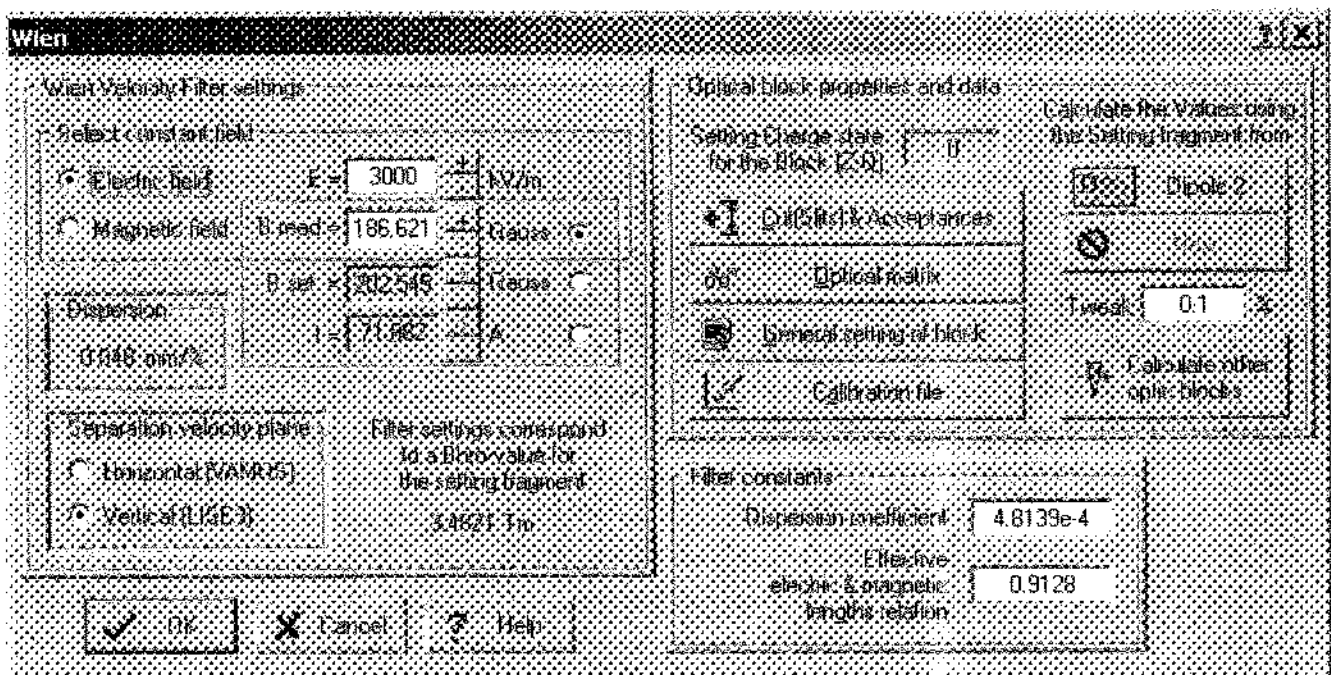 Wien
Wien Velocity Filter settings
Select constant field
Electric field
E = 3000 kV/m
Magnetic field
B read = 186.621 Gauss
B set = 202.545 Gauss
I = 71.682 A
Dispersion
0.046 mm/%
Separation velocity plane
Horizontal (VAMOS)
Vertical (LISE3)
Filter settings correspond
to a Brho-value for
the setting fragment
3.4821 Tm
OK
Cancel
? Help
Optical block properties and data
Setting Charge state
for the Block (Z-Q)
0
Cut(Slits) & Acceptances
Optical matrix
General setting of block
Calibration file
Calculate the Values using
the Setting fragment from
Dipole 2
Tweak 0.1 %
Calculate other
optic blocks
Filter constants
Dispersion coefficient 4.8139e-4
Effective
electric & magnetic
lengths relation
0.9128